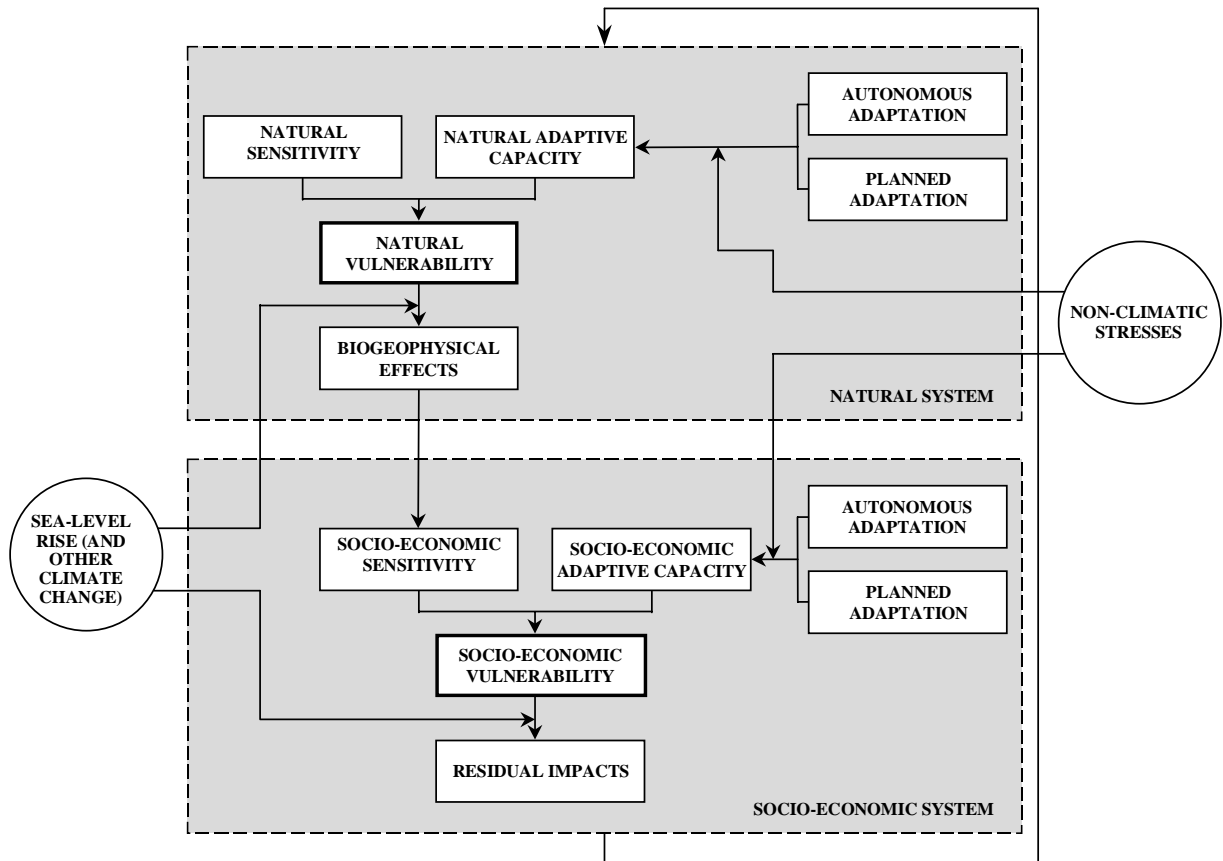 AUTONOMOUS
ADAPTATION
NATURAL
SENSITIVITY
NATURAL ADAPTIVE
CAPACITY
PLANNED
ADAPTATION
NATURAL
VULNERABILITY
NON-CLIMATIC
STRESSES
BIOGEOPHYSICAL
EFFECTS
NATURAL SYSTEM
SEA-LEVEL
RISE (AND
OTHER
CLIMATE
CHANGE)
AUTONOMOUS
ADAPTATION
SOCIO-ECONOMIC
SENSITIVITY
SOCIO-ECONOMIC
ADAPTIVE CAPACITY
PLANNED
ADAPTATION
SOCIO-ECONOMIC
VULNERABILITY
RESIDUAL IMPACTS
SOCIO-ECONOMIC SYSTEM